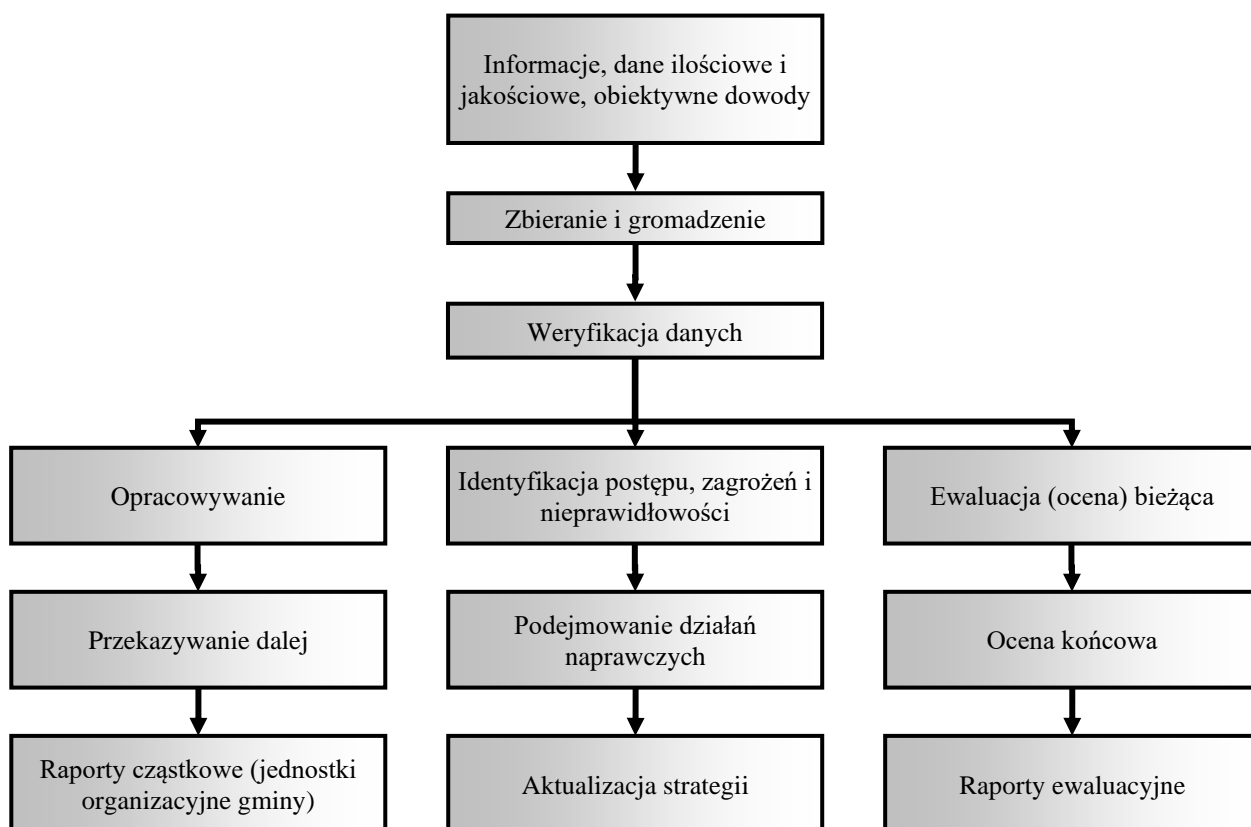 Informacje, dane ilościowe i
jakościowe, obiektywne dowody
Zbieranie i gromadzenie
Weryfikacja danych
Opracowywanie
Identyfikacja postępu, zagrożeń i
nieprawidłowości
Ewaluacja (ocena) bieżąca
Przekazywanie dalej
Podejmowanie działań
naprawczych
Ocena końcowa
Raporty cząstkowe (jednostki
organizacyjne gminy)
Aktualizacja strategii
Raporty ewaluacyjne